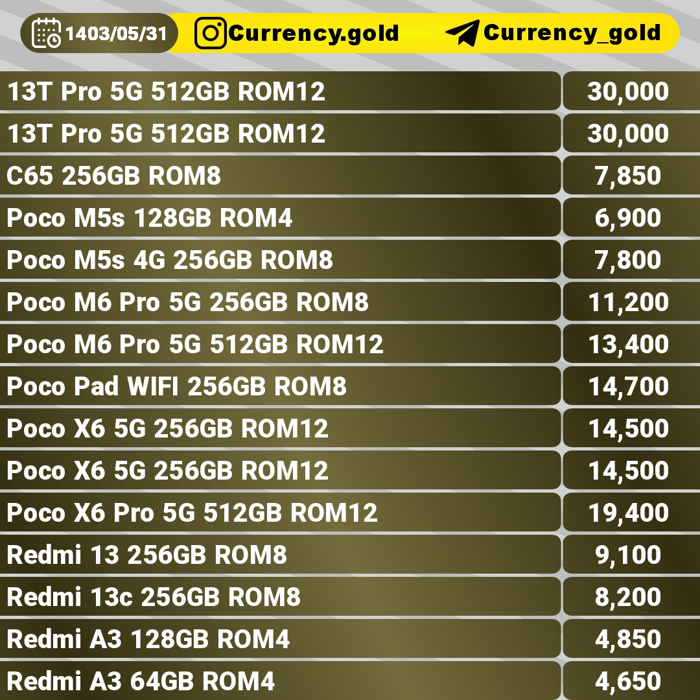 1403/05/31 Currency.gold Currency_gold
13T Pro 5G 512GB ROM12 30,000
13T Pro 5G 512GB ROM12 30,000
C65 256GB ROM8 7,850
Poco M5s 128GB ROM4 6,900
Poco M5s 4G 256GB ROM8 7,800
Poco M6 Pro 5G 256GB ROM8 11,200
Poco M6 Pro 5G 512GB ROM12 13,400
Poco Pad WIFI 256GB ROM8 14,700
Poco X6 5G 256GB ROM12 14,500
Poco X6 5G 256GB ROM12 14,500
Poco X6 Pro 5G 512GB ROM12 19,400
Redmi 13 256GB ROM8 9,100
Redmi 13c 256GB ROM8 8,200
Redmi A3 128GB ROM4 4,850
Redmi A3 64GB ROM4 4,650